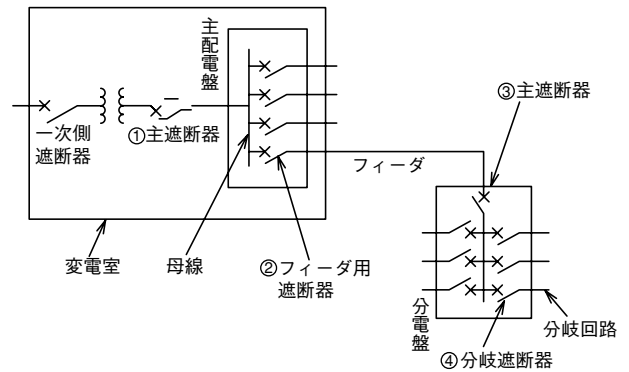 主配電盤
一次側
遮断器
①主遮断器
③主遮断器
フィーダ
変電室
母線
②フィーダ用
遮断器
分電盤
分岐回路
④分岐遮断器